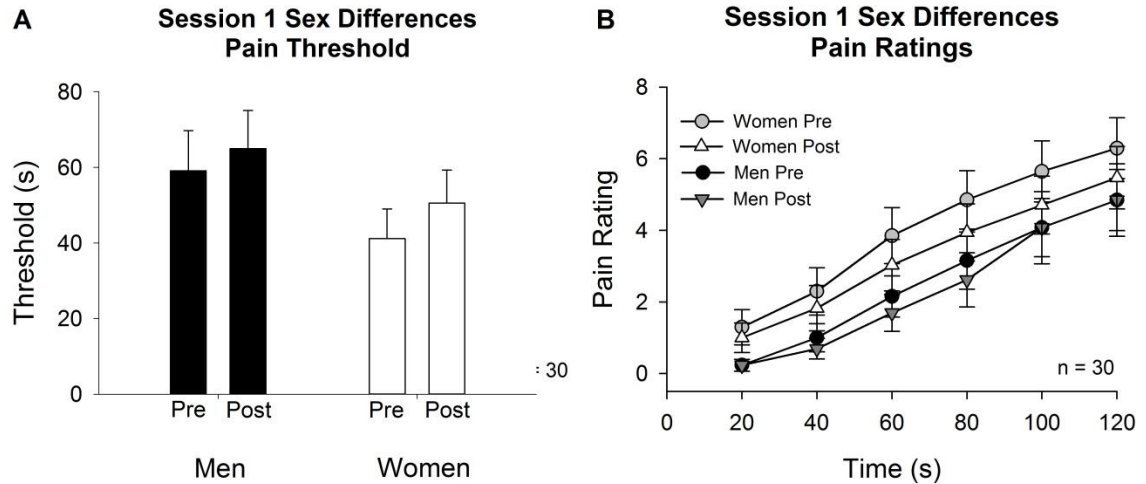 A
Session 1 Sex Differences
Pain Threshold
Threshold (s)
80
60
40
20
0
= 30
Pre Post Pre Post
Men Women
B
Session 1 Sex Differences
Pain Ratings
Pain Rating
8
6
4
2
0
Women Pre
Women Post
Men Pre
Men Post
n = 30
0 20 40 60 80 100 120
Time (s)